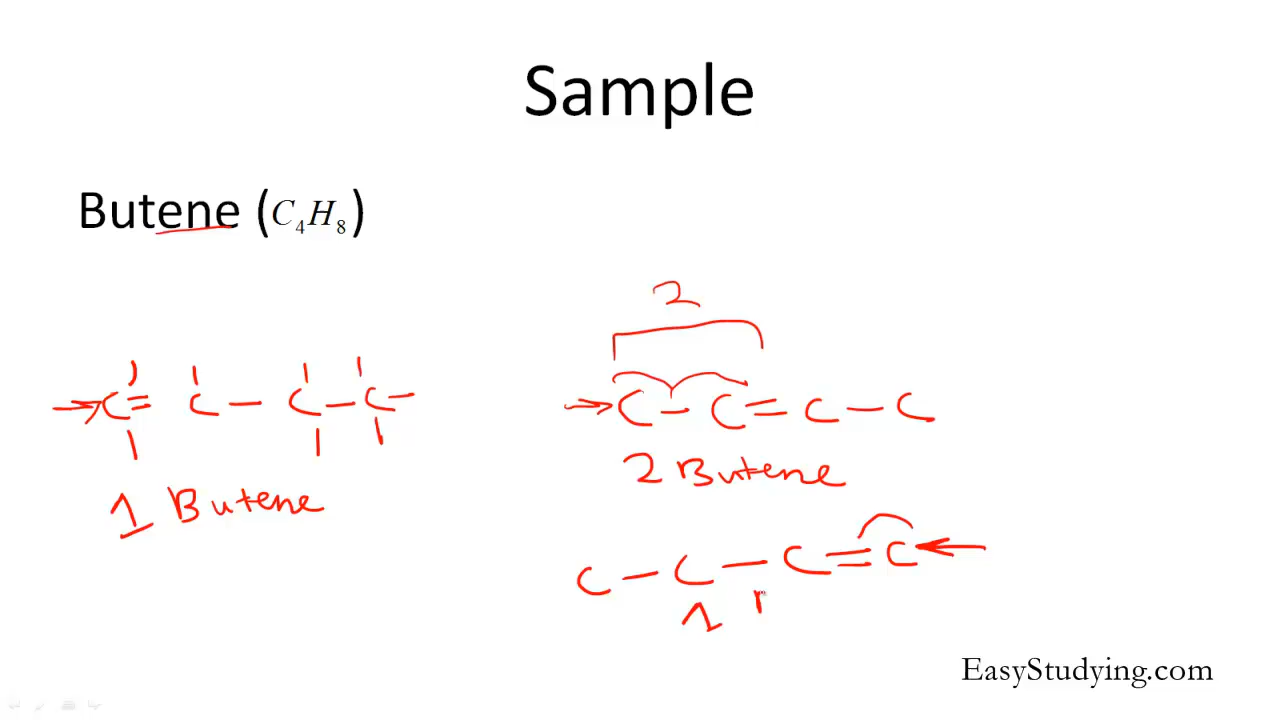 Sample
Butene (C₄H₈)
C = C – C – C –
1 Butene
2
C – C = C – C
2 Butene
C – C – C = C
1
EasyStudying.com